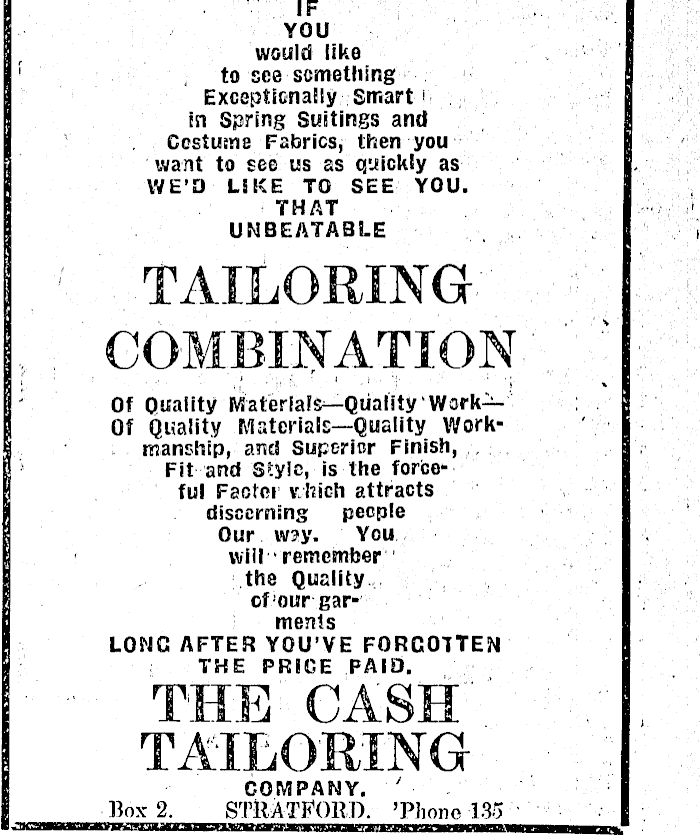 IF
YOU
would like
to see something
Exceptionally Smart
in Spring Suitings and
Costume Fabrics, then you
want to see us as quickly as
WE'D LIKE TO SEE YOU.
THAT
UNBEATABLE
TAILORING
COMBINATION
Of Quality Materials—Quality Work—
Of Quality Materials—Quality Work-
manship, and Superior Finish,
Fit and Style, is the force-
ful Factor which attracts
discerning people
Our way. You
will remember
the Quality
of our gar-
ments
LONG AFTER YOU'VE FORGOTTEN
THE PRICE PAID.
THE CASH
TAILORING
COMPANY.
Box 2. STRATFORD. 'Phone 135